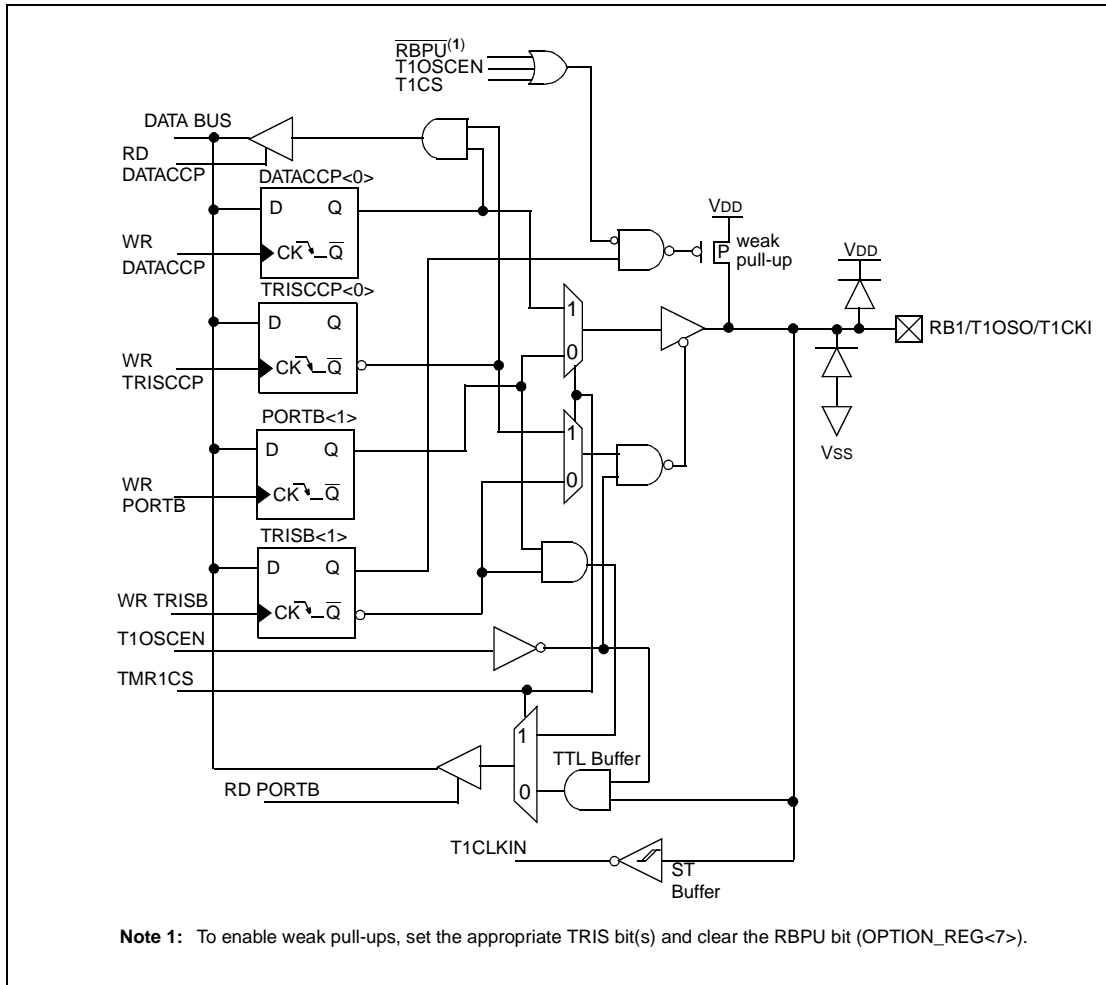 RBPU(1)
T1OSCEN
T1CS
DATA BUS
RD
DATACCP
DATACCP<0>
D Q
WR
DATACCP
CK Q
VDD
P
weak
pull-up
VDD
TRISCCP<0>
D Q
WR
TRISCCP
CK Q
1
0
RB1/T1OSO/T1CKI
PORTB<1>
D Q
WR
PORTB
CK Q
1
0
VSS
TRISB<1>
D Q
WR TRISB
CK Q
T1OSCEN
TMR1CS
1
0
TTL Buffer
RD PORTB
T1CLKIN
ST
Buffer
Note 1: To enable weak pull-ups, set the appropriate TRIS bit(s) and clear the RBPU bit (OPTION_REG<7>).